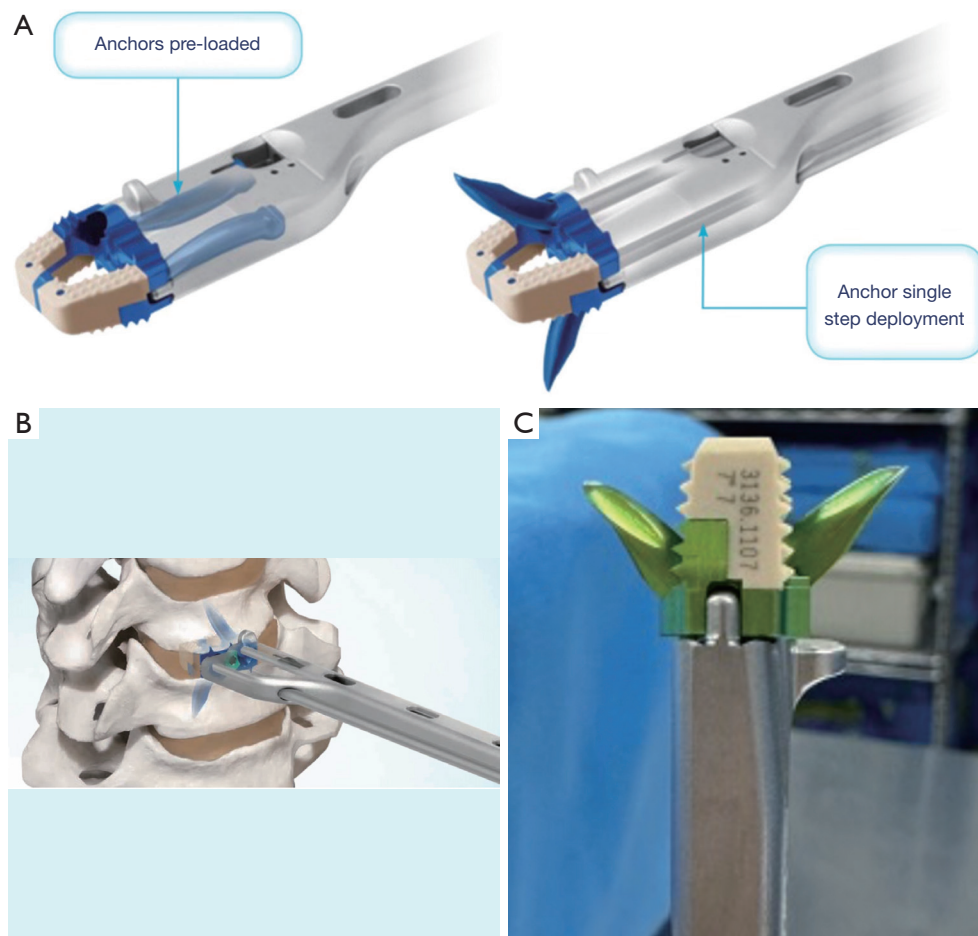 A
Anchors pre-loaded
Anchor single
step deployment
B
C
3136.1107
7° 7